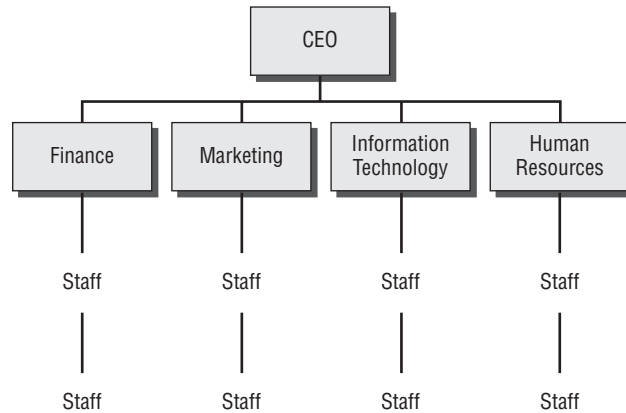 CEO
Finance
Marketing
Information
Technology
Human
Resources
Staff
Staff
Staff
Staff
Staff
Staff
Staff
Staff